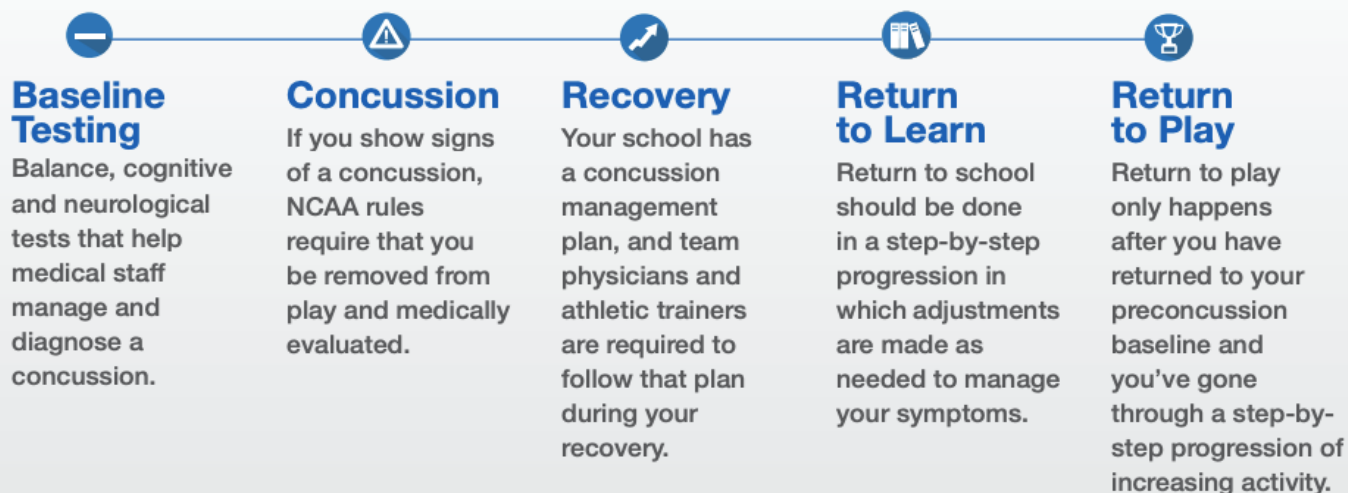 Baseline
Testing
Balance, cognitive
and neurological
tests that help
medical staff
manage and
diagnose a
concussion.
Concussion
If you show signs
of a concussion,
NCAA rules
require that you
be removed from
play and medically
evaluated.
Recovery
Your school has
a concussion
management
plan, and team
physicians and
athletic trainers
are required to
follow that plan
during your
recovery.
Return
to Learn
Return to school
should be done
in a step-by-step
progression in
which adjustments
are made as
needed to manage
your symptoms.
Return
to Play
Return to play
only happens
after you have
returned to your
preconcussion
baseline and
you’ve gone
through a step-by-
step progression of
increasing activity.